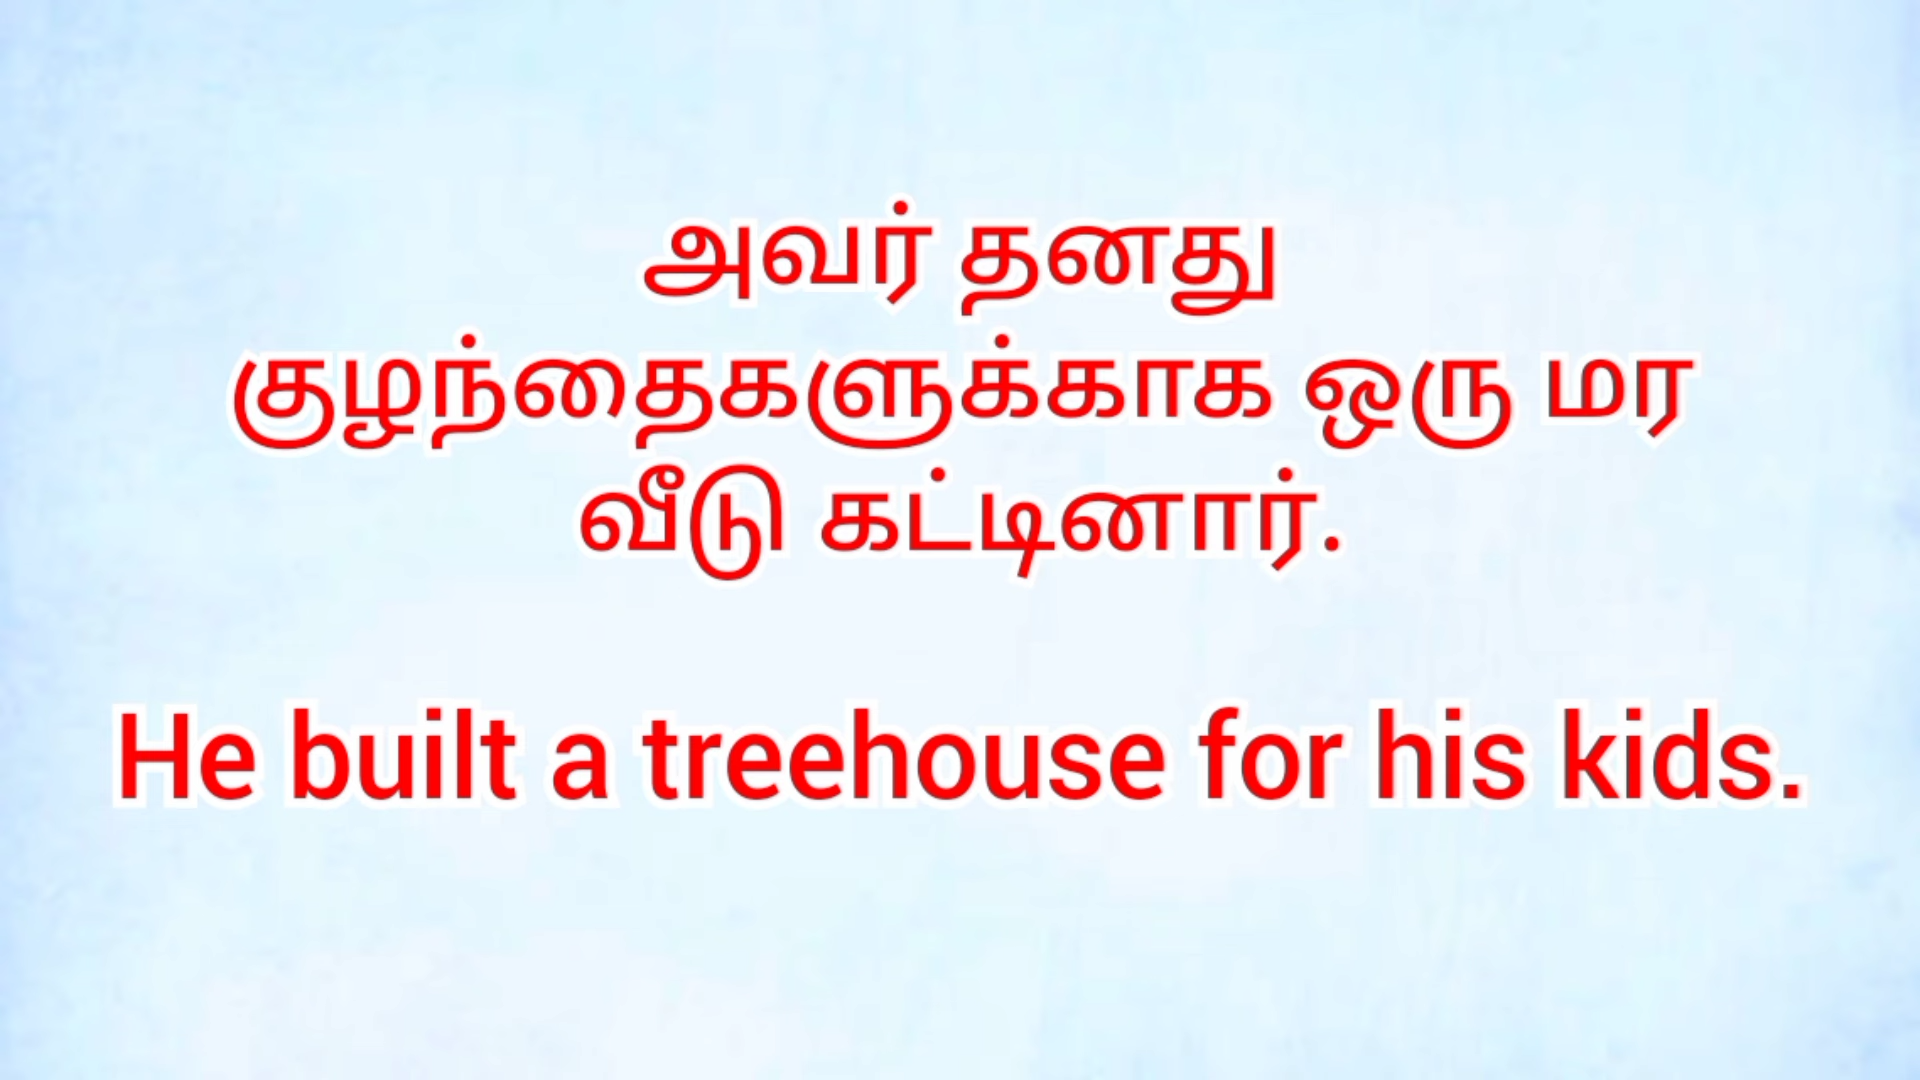 அவர் தனது
குழந்தைகளுக்காக ஒரு மர
வீடு கட்டினார்.
He built a treehouse for his kids.